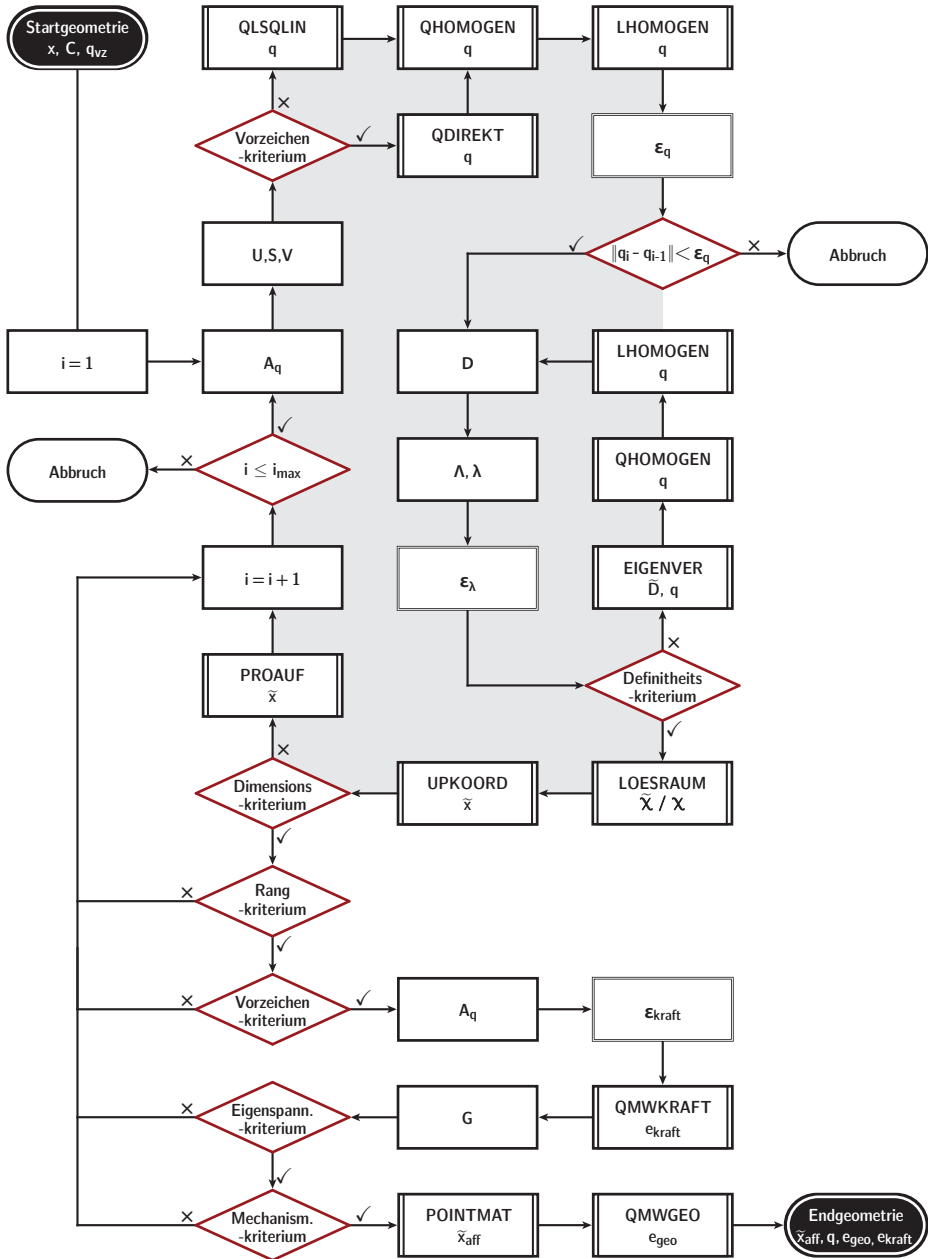 Startgeometrie
x, C, q_vz
QLSQLIN
q
QHOMOGEN
q
LHOMOGEN
q
×
Vorzeichen
-kriterium
✓
QDIREKT
q
ε_q
U,S,V
✓
‖q_i – q_{i-1}‖ < ε_q
×
Abbruch
i = 1
A_q
D
LHOMOGEN
q
✓
Abbruch
×
i ≤ i_max
Λ, λ
QHOMOGEN
q
i = i + 1
ε_λ
EIGENVER
D̃, q
×
PROAUF
x̃
Definitheits
-kriterium
✓
×
Dimensions
-kriterium
✓
UPKOORD
x̃
LOESRAUM
χ̃ / χ
×
Rang
-kriterium
✓
×
Vorzeichen
-kriterium
✓
A_q
ε_kraft
×
Eigenspann.
-kriterium
✓
G
QMWKRAFT
e_kraft
×
Mechanism.
-kriterium
✓
POINTMAT
x̃_aff
QMWGEO
e_geo
Endgeometrie
x̃_aff, q, e_geo, e_kraft